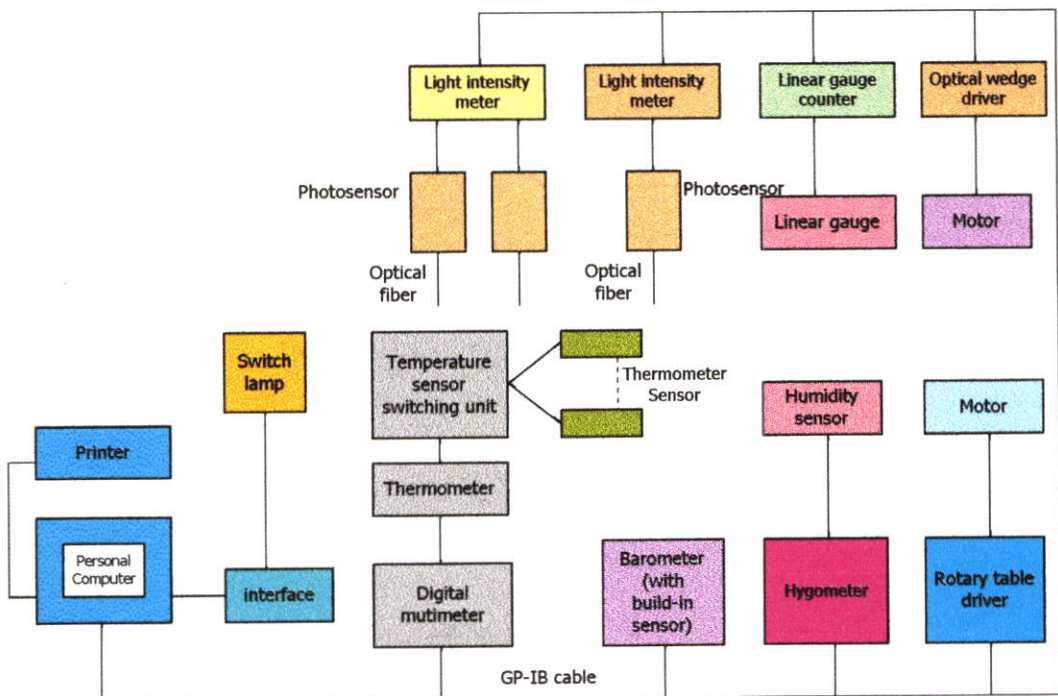 Light intensity
meter
Light intensity
meter
Linear gauge
counter
Optical wedge
driver
Photosensor
Photosensor
Linear gauge
Motor
Optical
fiber
Optical
fiber
Switch
lamp
Temperature
sensor
switching unit
Thermometer
Sensor
Humidity
sensor
Motor
Printer
Thermometer
Personal
Computer
interface
Digital
mutimeter
Barometer
(with
build-in
sensor)
Hygometer
Rotary table
driver
GP-IB cable